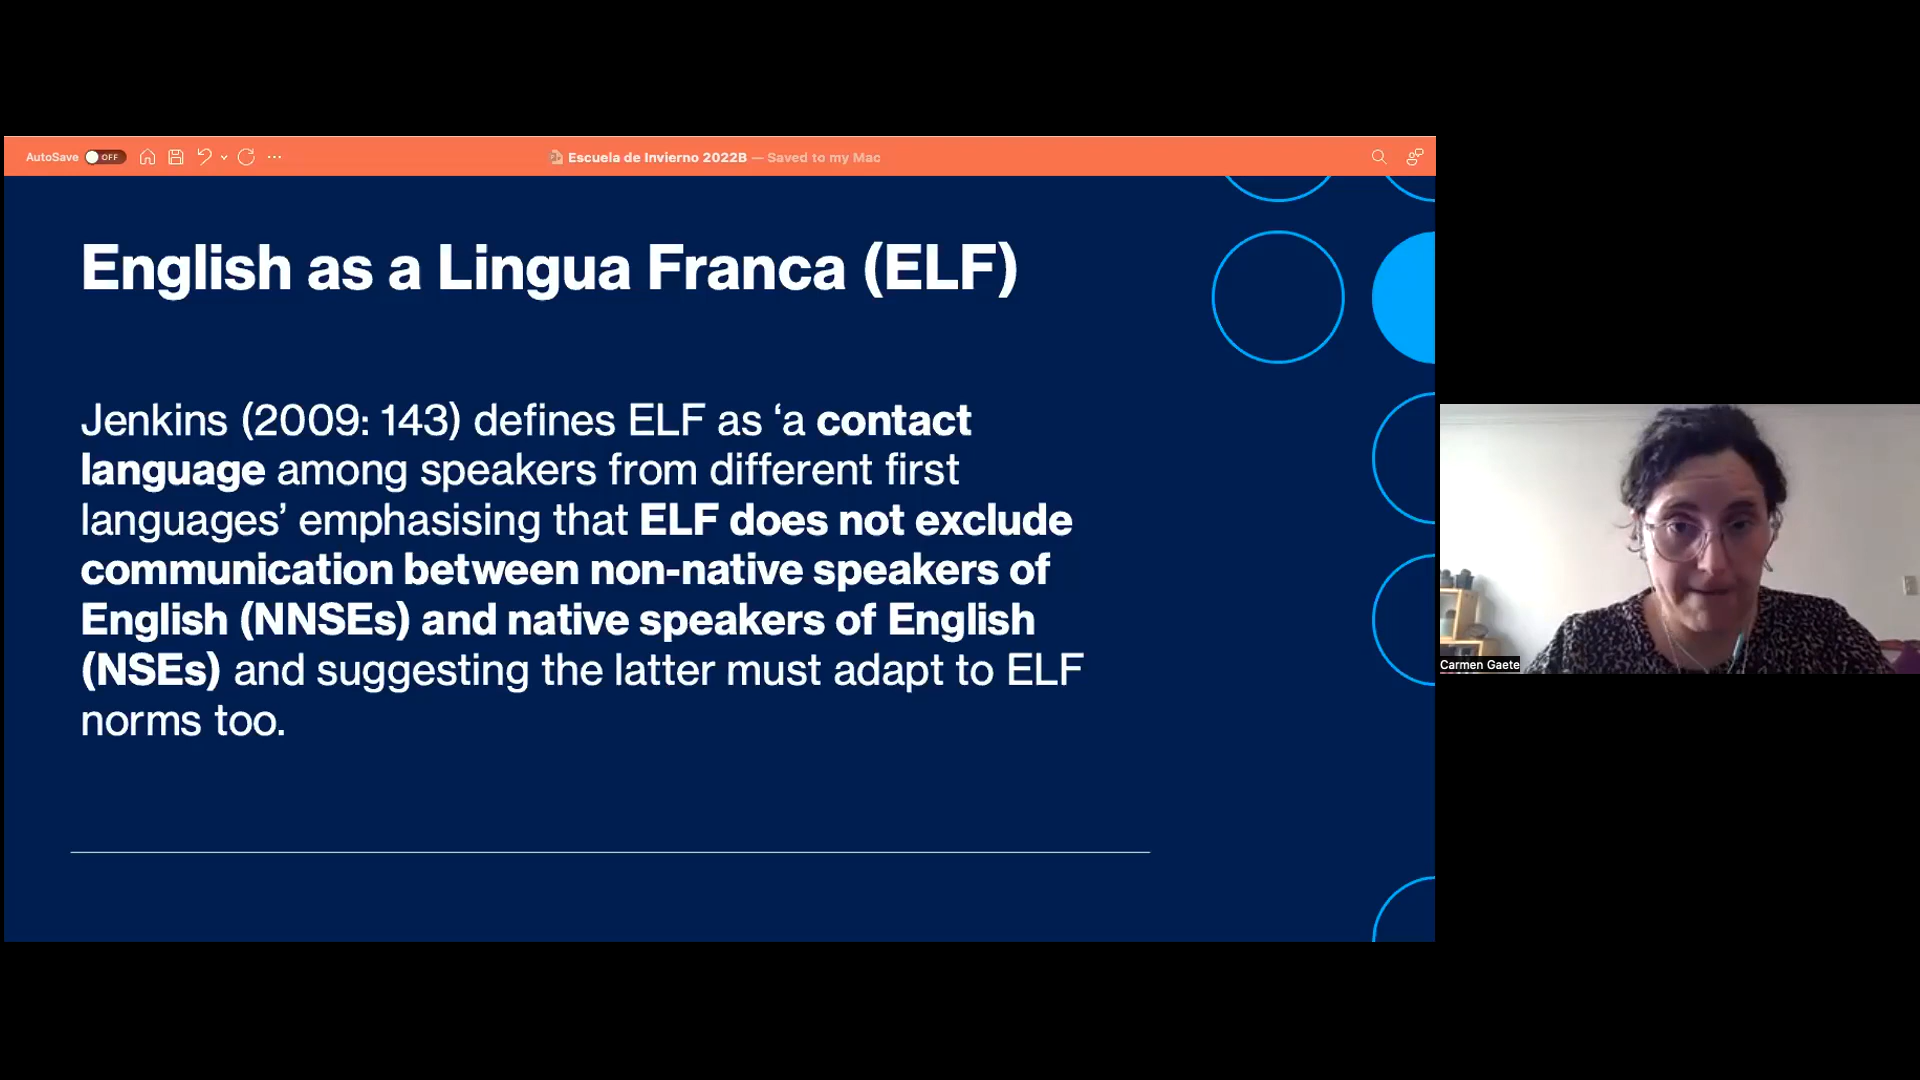 AutoSave OFF
Escuela de Invierno 2022B — Saved to my Mac
English as a Lingua Franca (ELF)
Jenkins (2009: 143) defines ELF as ‘a contact
language among speakers from different first
languages’ emphasising that ELF does not exclude
communication between non-native speakers of
English (NNSEs) and native speakers of English
(NSEs) and suggesting the latter must adapt to ELF
norms too.
Carmen Gaete